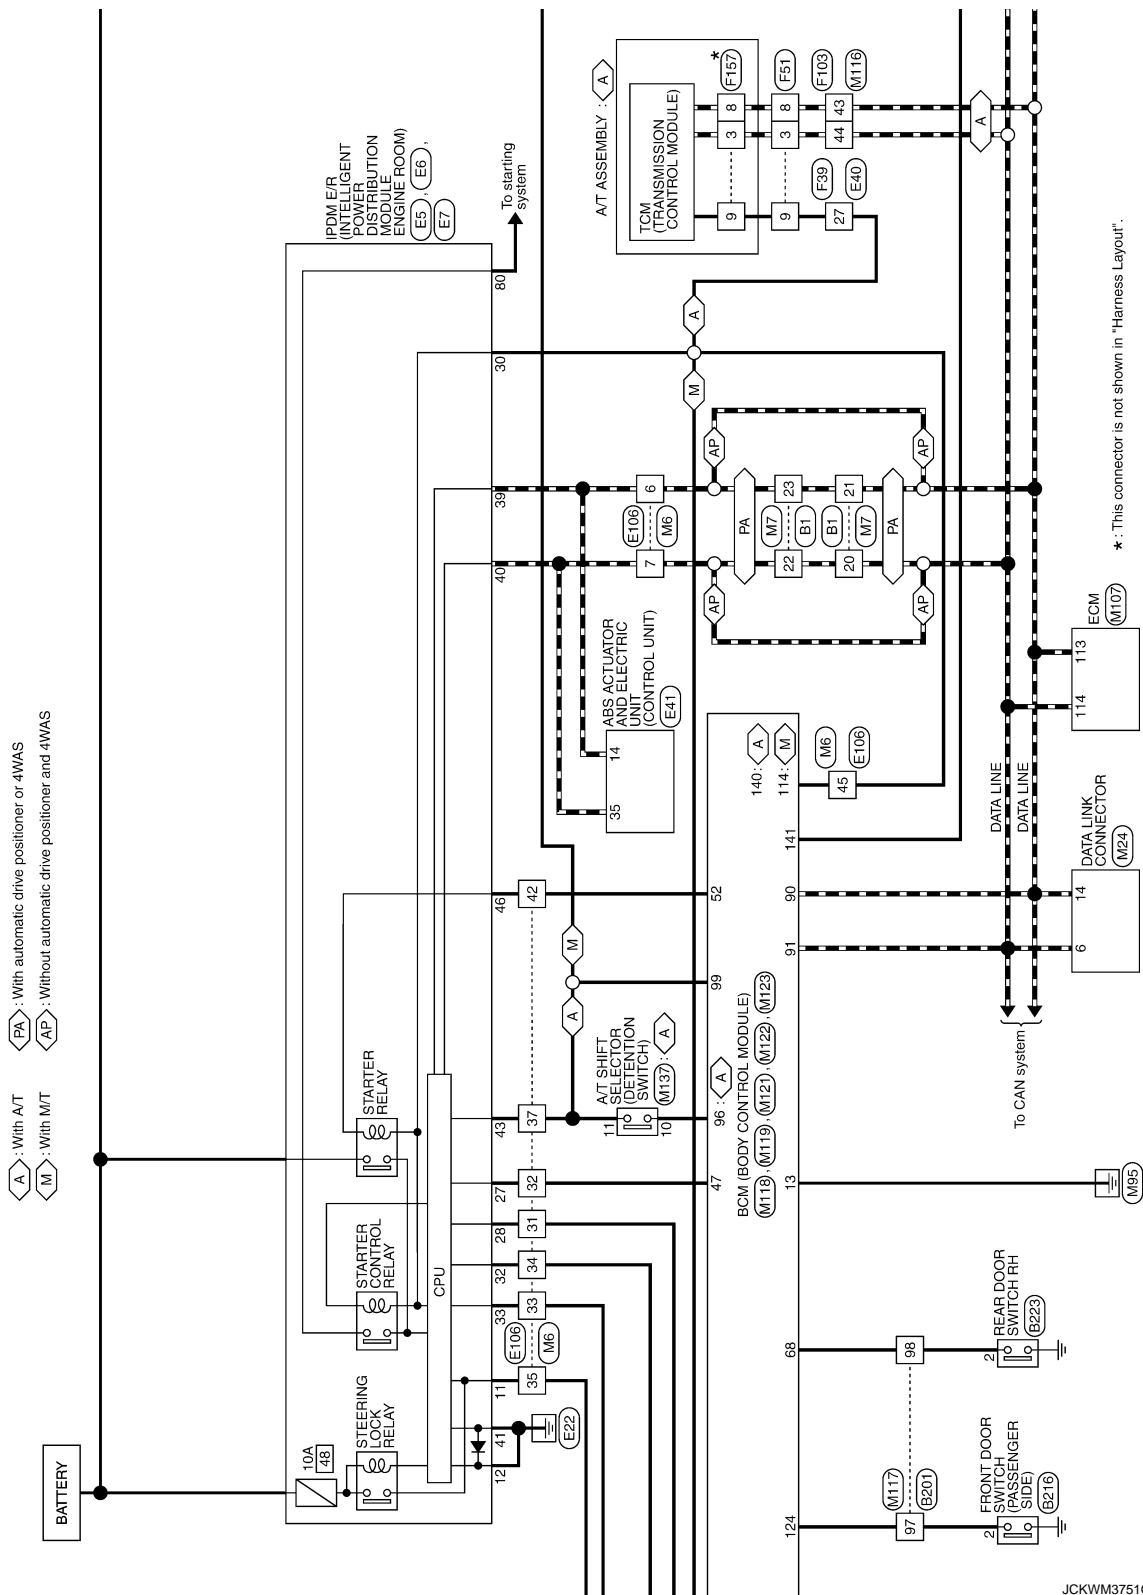 A : With A/T
M : With M/T
PA : With automatic drive positioner or 4WAS
AP : Without automatic drive positioner and 4WAS
BATTERY
10A
48
STEERING
LOCK
RELAY
STARTER
CONTROL
RELAY
STARTER
RELAY
CPU
IPDM E/R
(INTELLIGENT
POWER
DISTRIBUTION
MODULE
ENGINE ROOM)
E5 , E6 ,
E7
To starting
system
12
41
11
33
32
28
27
43
46
40
39
30
80
E22
35
E106
M6
33
34
31
32
37
42
A
M
A/T SHIFT
SELECTOR
(DETENTION
SWITCH)
M137 : A
11
10
ABS ACTUATOR
AND ELECTRIC
UNIT
(CONTROL UNIT)
E41
35
14
7
6
E106
M6
AP
AP
PA
22
23
M7
B1
20
21
B1
M7
PA
AP
AP
M
A
A/T ASSEMBLY : A
TCM
(TRANSMISSION
CONTROL MODULE)
9
3
8
*
F157
9
3
8
F51
27
F39
E40
44
43
F103
M116
A
47
96 : A
99
52
BCM (BODY CONTROL MODULE)
M118 , M119 , M121 , M122 , M123
140 : A
114 : M
124
68
13
91
90
141
45
M6
E106
97
98
M117
B201
2
FRONT DOOR
SWITCH
(PASSENGER
SIDE)
B216
2
REAR DOOR
SWITCH RH
B223
M95
To CAN system
DATA LINE
DATA LINE
6
14
DATA LINK
CONNECTOR
M24
114
113
ECM
M107
* : This connector is not shown in "Harness Layout".